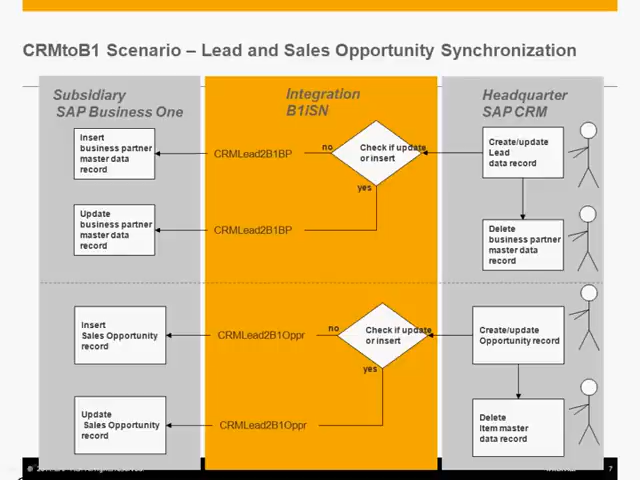 CRMtoB1 Scenario – Lead and Sales Opportunity Synchronization
Subsidiary
SAP Business One
Integration
B1iSN
Headquarter
SAP CRM
Insert
business partner
master data
record
CRMLead2B1BP
no
Check if update
or insert
yes
Create/update
Lead
data record
Update
business partner
master data
record
CRMLead2B1BP
Delete
business partner
master data
record
Insert
Sales Opportunity
record
CRMLead2B1Oppr
no
Check if update
or insert
yes
Create/update
Opportunity record
Update
Sales Opportunity
record
CRMLead2B1Oppr
Delete
Item master
data record
7